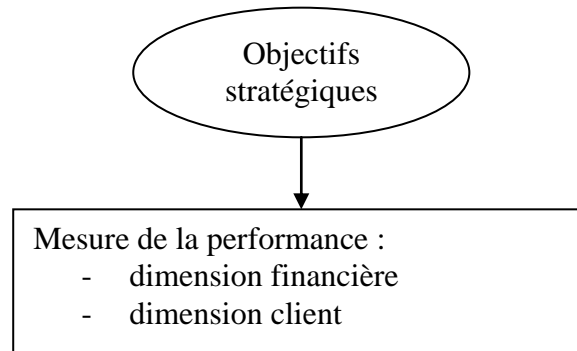 Objectifs
stratégiques
Mesure de la performance :
- dimension financière
- dimension client